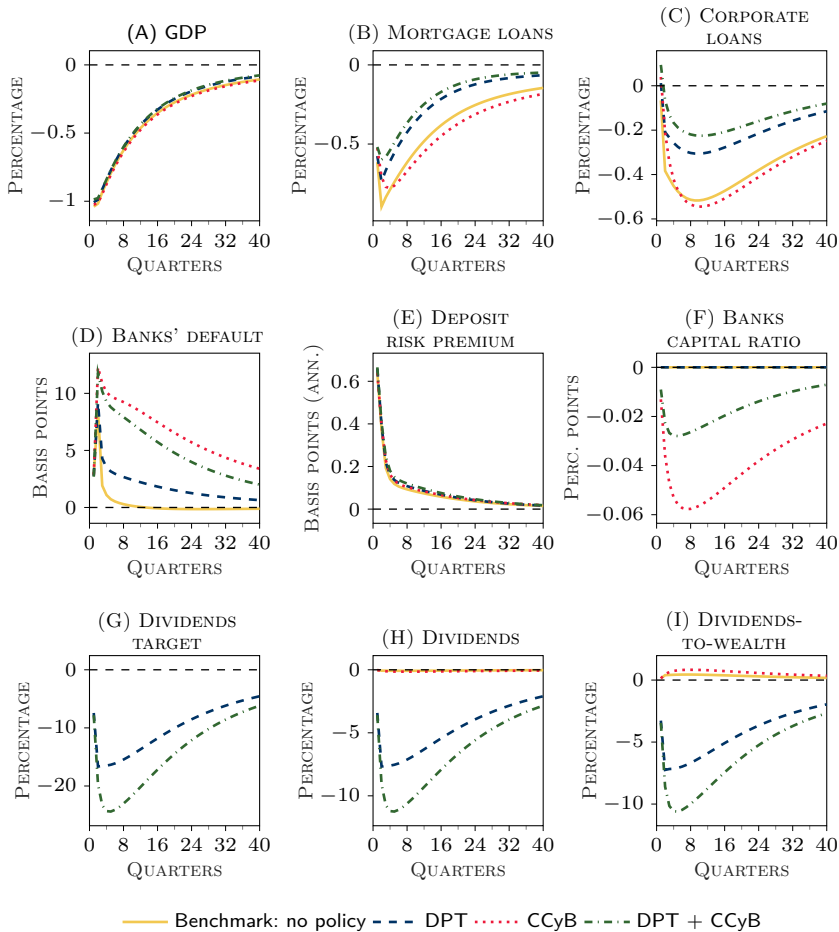 (A) GDP
0
−0.5
−1
PERCENTAGE
0 8 16 24 32 40
QUARTERS
(B) MORTGAGE LOANS
0
−0.5
PERCENTAGE
0 8 16 24 32 40
QUARTERS
(C) CORPORATE
LOANS
0
−0.2
−0.4
−0.6
PERCENTAGE
0 8 16 24 32 40
QUARTERS
(D) BANKS' DEFAULT
10
5
0
BASIS POINTS
0 8 16 24 32 40
QUARTERS
(E) DEPOSIT
RISK PREMIUM
0.6
0.4
0.2
0
BASIS POINTS (ANN.)
0 8 16 24 32 40
QUARTERS
(F) BANKS
CAPITAL RATIO
0
−0.02
−0.04
−0.06
PERC. POINTS
0 8 16 24 32 40
QUARTERS
(G) DIVIDENDS
TARGET
0
−10
−20
PERCENTAGE
0 8 16 24 32 40
QUARTERS
(H) DIVIDENDS
0
−5
−10
PERCENTAGE
0 8 16 24 32 40
QUARTERS
(I) DIVIDENDS-
TO-WEALTH
0
−5
−10
PERCENTAGE
0 8 16 24 32 40
QUARTERS
Benchmark: no policy DPT CCyB DPT + CCyB